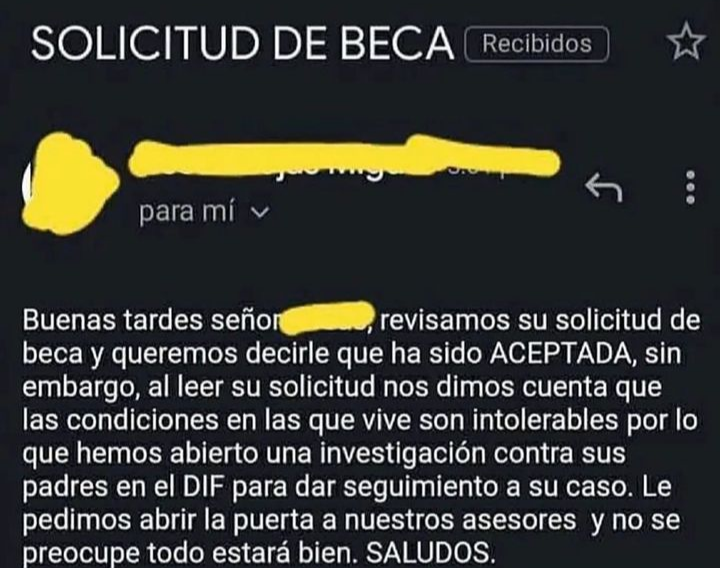 SOLICITUD DE BECA Recibidos
para mí
Buenas tardes señor , revisamos su solicitud de
beca y queremos decirle que ha sido ACEPTADA, sin
embargo, al leer su solicitud nos dimos cuenta que
las condiciones en las que vive son intolerables por lo
que hemos abierto una investigación contra sus
padres en el DIF para dar seguimiento a su caso. Le
pedimos abrir la puerta a nuestros asesores y no se
preocupe todo estará bien. SALUDOS.